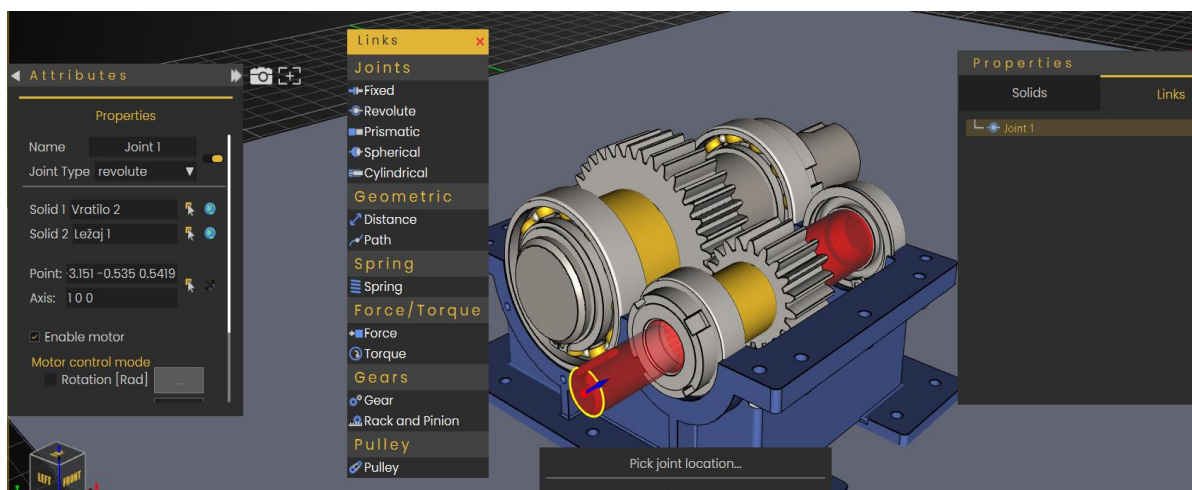 Attributes
Properties
Name Joint 1
Joint Type revolute
Solid 1 Vratilo 2
Solid 2 Ležaj 1
Point: -3.151 -0.535 0.5419
Axis: 1 0 0
Enable motor
Motor control mode
Rotation [Rad] ...
LEFT FRONT
Links
Joints
Fixed
Revolute
Prismatic
Spherical
Cylindrical
Geometric
Distance
Path
Spring
Spring
Force/Torque
Force
Torque
Gears
Gear
Rack and Pinion
Pulley
Pulley
Pick joint location...
Properties
Solids Links
Joint 1